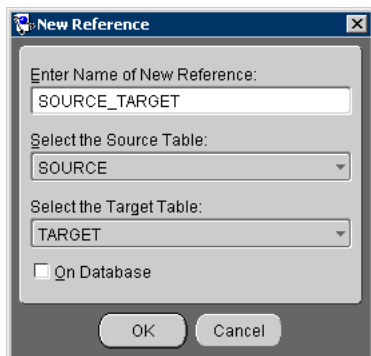 New Reference
Enter Name of New Reference:
SOURCE_TARGET
Select the Source Table:
SOURCE
Select the Target Table:
TARGET
On Database
OK Cancel